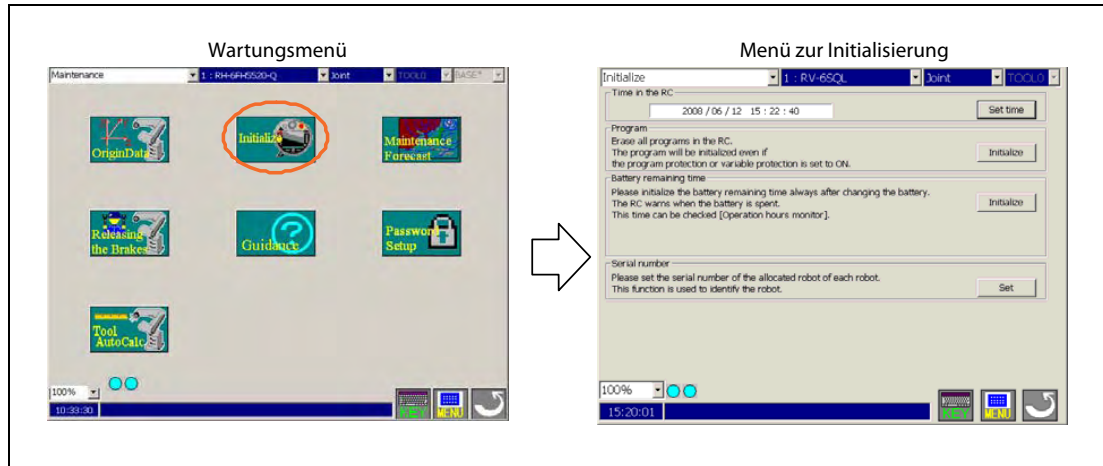 Wartungsmenü
Maintenance 1 : RH-6FH5520-Q Joint TOOL0 BASE*
OriginData
Initialize
Maintenance
Forecast
Releasing
the Brakes
Guidance
Password
Setup
Tool
AutoCalc
100%
10:33:30
KEY MENU
Menü zur Initialisierung
Initialize 1 : RV-6SQL Joint TOOL0
Time in the RC
2008 / 06 / 12 15 : 22 : 40 Set time
Program
Erase all programs in the RC.
The program will be initialized even if
the program protection or variable protection is set to ON.
Initialize
Battery remaining time
Please initialize the battery remaining time always after changing the battery.
The RC warns when the battery is spent.
This time can be checked [Operation hours monitor].
Initialize
Serial number
Please set the serial number of the allocated robot of each robot.
This function is used to identify the robot.
Set
100%
15:20:01
KEY MENU